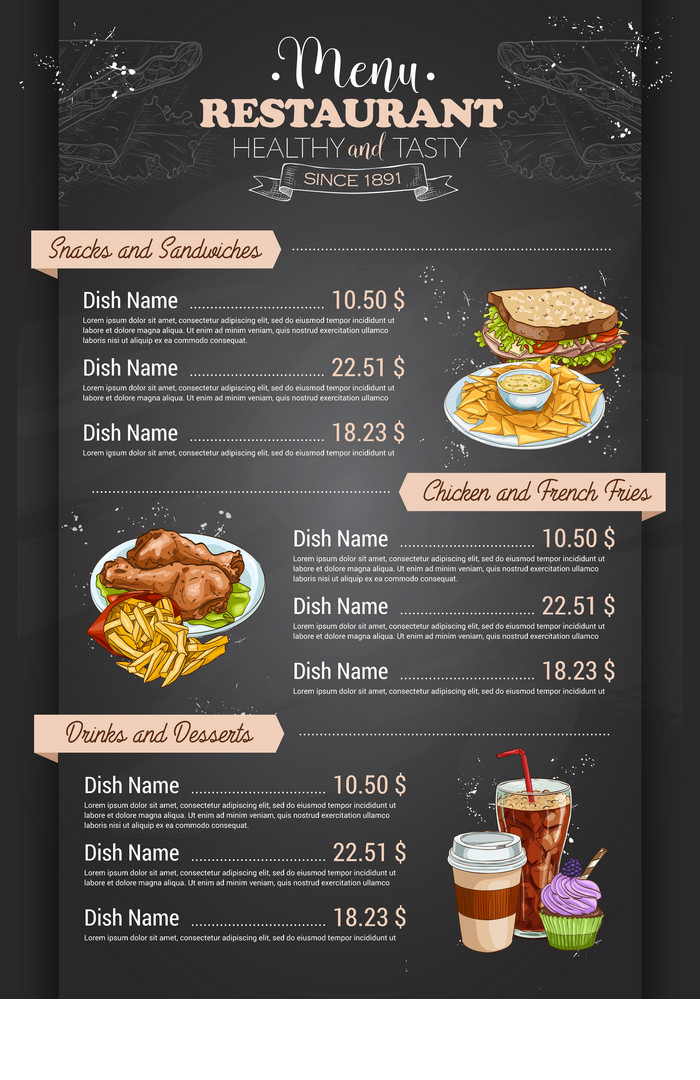 Menu
RESTAURANT
HEALTHY and TASTY
SINCE 1891
Snacks and Sandwiches
Dish Name ........................... 10.50 $
Lorem ipsum dolor sit amet, consectetur adipiscing elit, sed do eiusmod tempor incididunt ut
labore et dolore magna aliqua. Ut enim ad minim veniam, quis nostrud exercitation ullamco
laboris nisi ut aliquip ex ea commodo consequat.
Dish Name ........................... 22.51 $
Lorem ipsum dolor sit amet, consectetur adipiscing elit, sed do eiusmod tempor incididunt ut
labore et dolore magna aliqua. Ut enim ad minim veniam, quis nostrud exercitation ullamco
Dish Name ........................... 18.23 $
Lorem ipsum dolor sit amet, consectetur adipiscing elit, sed do eiusmod tempor incididunt ut
Chicken and French Fries
Dish Name ........................... 10.50 $
Lorem ipsum dolor sit amet, consectetur adipiscing elit, sed do eiusmod tempor incididunt ut
labore et dolore magna aliqua. Ut enim ad minim veniam, quis nostrud exercitation ullamco
laboris nisi ut aliquip ex ea commodo consequat.
Dish Name ........................... 22.51 $
Lorem ipsum dolor sit amet, consectetur adipiscing elit, sed do eiusmod tempor incididunt ut
labore et dolore magna aliqua. Ut enim ad minim veniam, quis nostrud exercitation ullamco
Dish Name ........................... 18.23 $
Lorem ipsum dolor sit amet, consectetur adipiscing elit, sed do eiusmod tempor incididunt ut
Drinks and Desserts
Dish Name ........................... 10.50 $
Lorem ipsum dolor sit amet, consectetur adipiscing elit, sed do eiusmod tempor incididunt ut
labore et dolore magna aliqua. Ut enim ad minim veniam, quis nostrud exercitation ullamco
laboris nisi ut aliquip ex ea commodo consequat.
Dish Name ........................... 22.51 $
Lorem ipsum dolor sit amet, consectetur adipiscing elit, sed do eiusmod tempor incididunt ut
labore et dolore magna aliqua. Ut enim ad minim veniam, quis nostrud exercitation ullamco
Dish Name ........................... 18.23 $
Lorem ipsum dolor sit amet, consectetur adipiscing elit, sed do eiusmod tempor incididunt ut